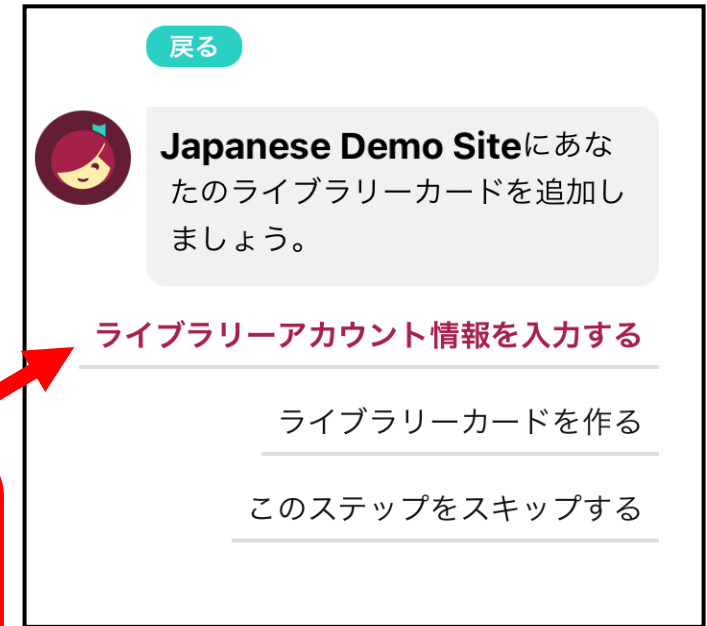 戻る
Japanese Demo Siteにあな
たのライブラリーカードを追加し
ましょう。
ライブラリーアカウント情報を入力する
ライブラリーカードを作る
このステップをスキップする